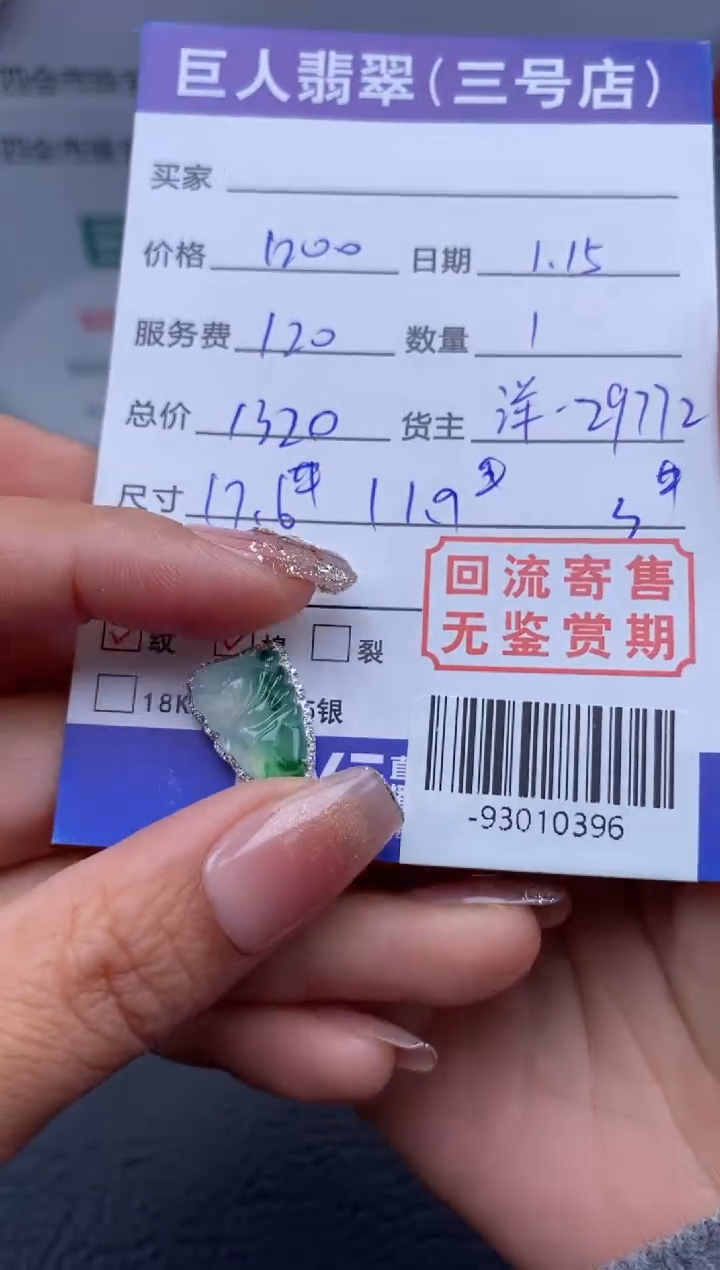 巨人翡翠(三号店)
买家
价格 1200 日期 1.15
服务费 120 数量 1
总价 1320 货主 洋-29772
尺寸 17.6 11.9 5
回流寄售
无鉴赏期
纹 棉 裂
18K 银
-93010396